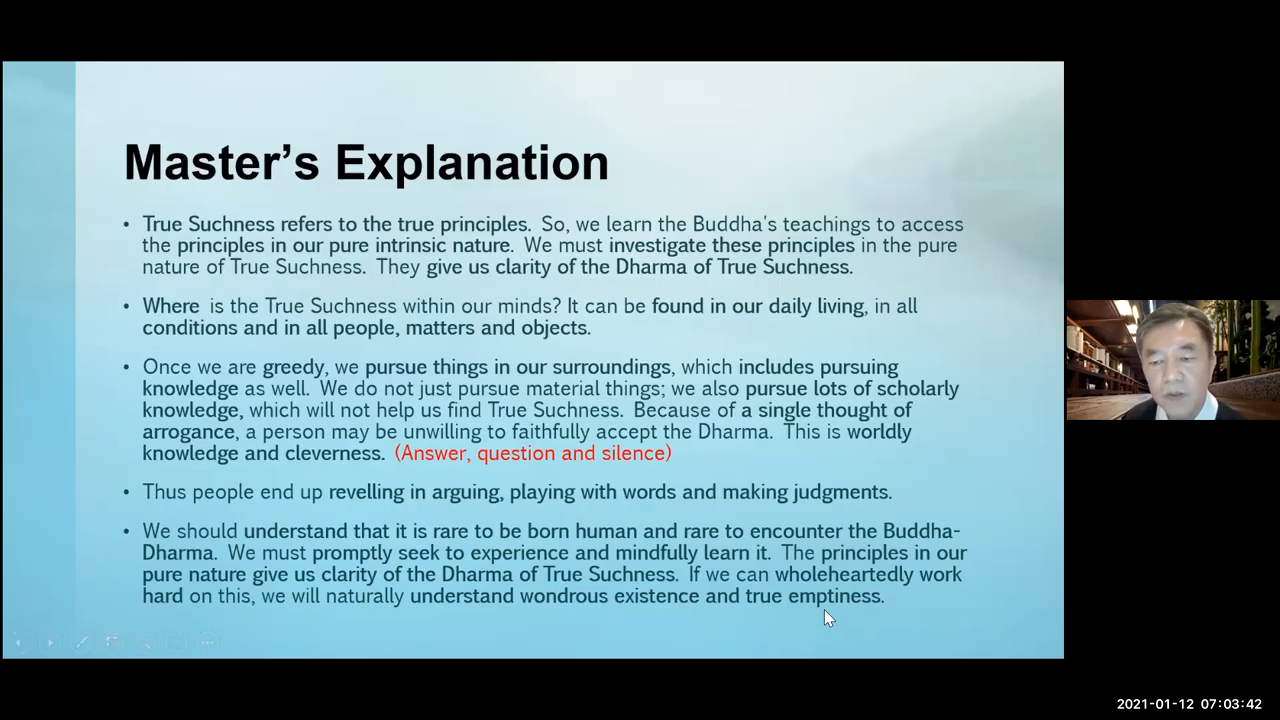 Master's Explanation
• True Suchness refers to the true principles.  So, we learn the Buddha's teachings to access
the principles in our pure intrinsic nature.  We must investigate these principles in the pure
nature of True Suchness.  They give us clarity of the Dharma of True Suchness.
• Where  is the True Suchness within our minds? It can be found in our daily living, in all
conditions and in all people, matters and objects.
• Once we are greedy, we pursue things in our surroundings, which includes pursuing
knowledge as well.  We do not just pursue material things; we also pursue lots of scholarly
knowledge, which will not help us find True Suchness.  Because of a single thought of
arrogance, a person may be unwilling to faithfully accept the Dharma.  This is worldly
knowledge and cleverness.  (Answer, question and silence)
• Thus people end up revelling in arguing, playing with words and making judgments.
• We should understand that it is rare to be born human and rare to encounter the Buddha-
Dharma.  We must promptly seek to experience and mindfully learn it.  The principles in our
pure nature give us clarity of the Dharma of True Suchness.  If we can wholeheartedly work
hard on this, we will naturally understand wondrous existence and true emptiness.
2021-01-12 07:03:42